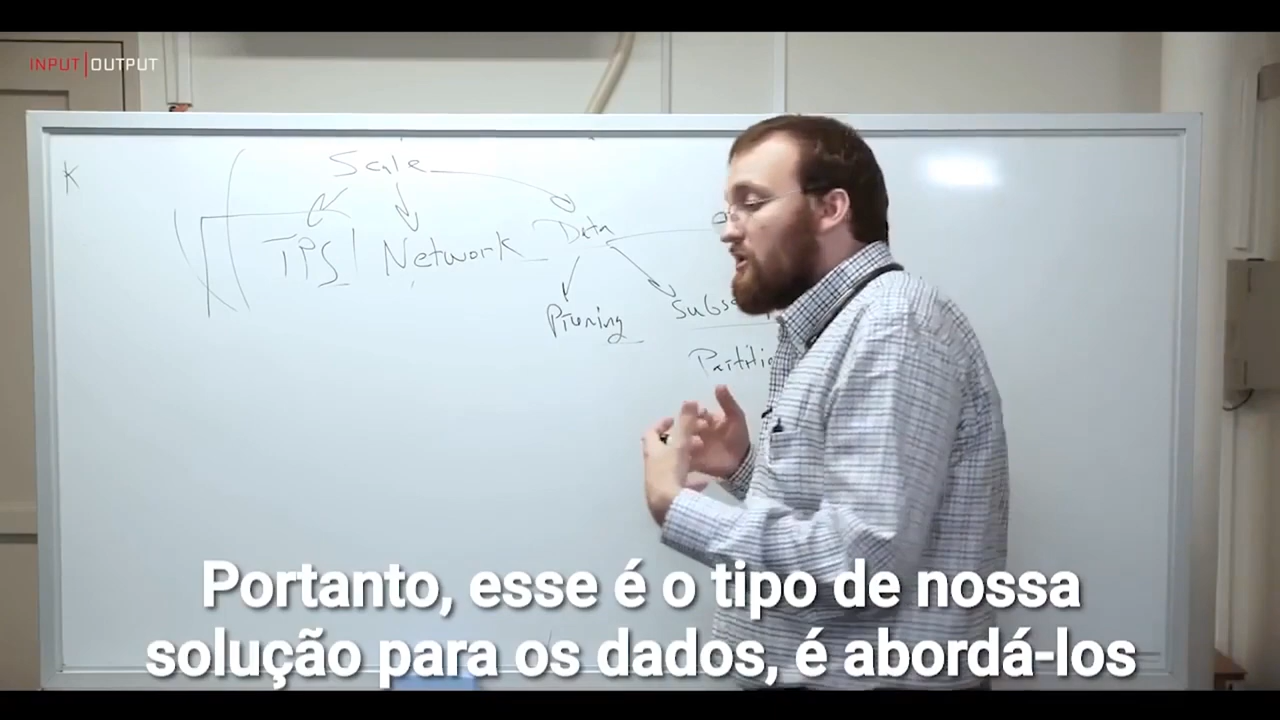 INPUT|OUTPUT
K
Scale
TPS Network Data
Pruning
Portanto, esse é o tipo de nossa
solução para os dados, é abordá-los